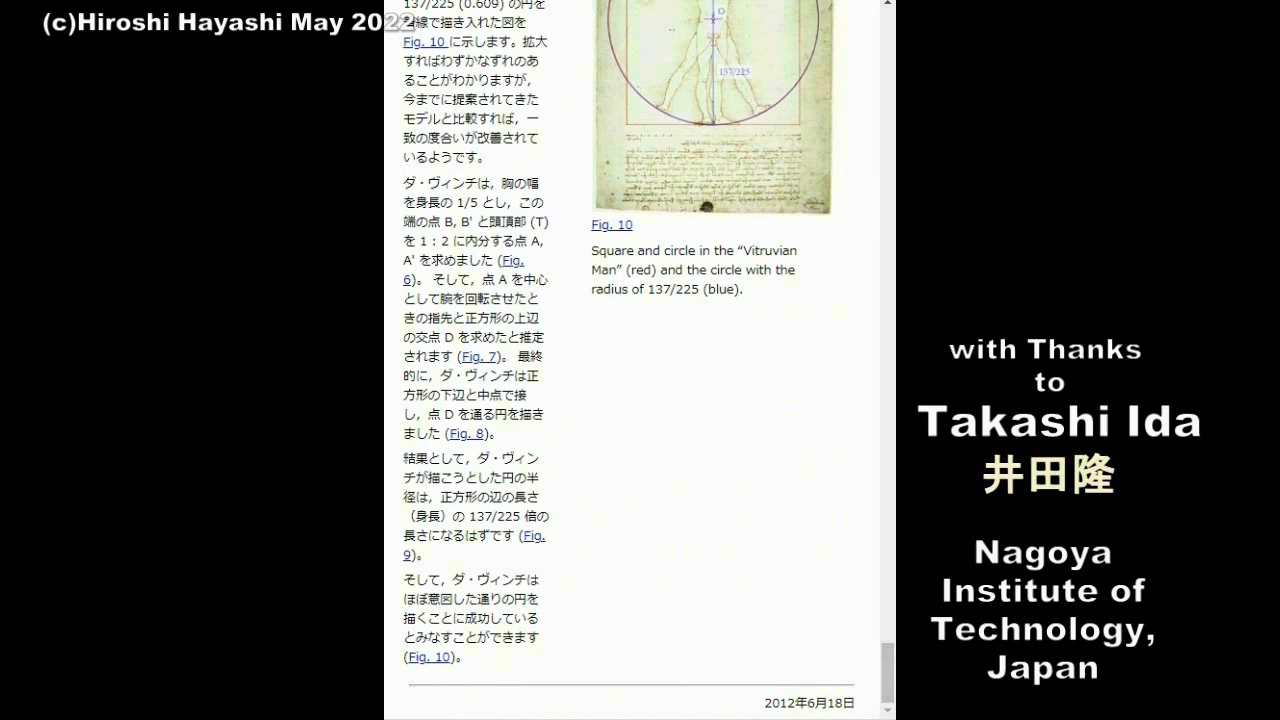 (c)Hiroshi Hayashi May 2022
137/225 (0.609) の円を
線で描き入れた図を
Fig. 10 に示します。拡大
すればわずかなずれのあ
ることがわかりますが，
今までに提案されてきた
モデルと比較すれば，一
致の度合いが改善されて
いるようです。
ダ・ヴィンチは，胸の幅
を身長の 1/5 とし，この
端の点 B, B' と頭頂部 (T)
を 1 : 2 に内分する点 A,
A' を求めました (Fig.
6)。 そして，点 A を中心
として腕を回転させたと
きの指先と正方形の上辺
の交点 D を求めたと推定
されます (Fig. 7)。 最終
的に，ダ・ヴィンチは正
方形の下辺と中点で接
し，点 D を通る円を描き
ました (Fig. 8)。
結果として，ダ・ヴィン
チが描こうとした円の半
径は，正方形の辺の長さ
（身長）の 137/225 倍の
長さになるはずです (Fig.
9)。
そして，ダ・ヴィンチは
ほぼ意図した通りの円を
描くことに成功している
とみなすことができます
(Fig. 10)。
O
137/225
Fig. 10
Square and circle in the “Vitruvian
Man” (red) and the circle with the
radius of 137/225 (blue).
2012年6月18日
with Thanks
to
Takashi Ida
井田隆
Nagoya
Institute of
Technology,
Japan